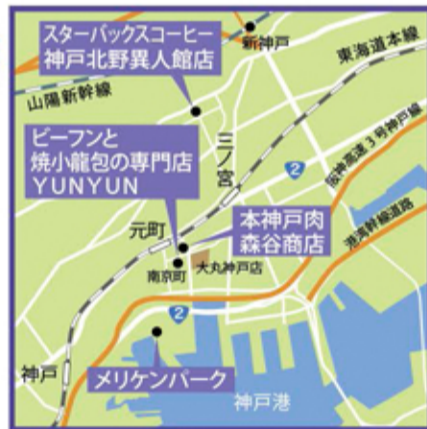 スターバックスコーヒー
神戸北野異人館店
新神戸
東海道本線
山陽新幹線
ビーフンと
焼小龍包の専門店
YUNYUN
三ノ宮
2
阪神高速3号神戸線
港湾幹線道路
元町
本神戸肉
森谷商店
南京町
大丸神戸店
2
神戸
メリケンパーク
神戸港